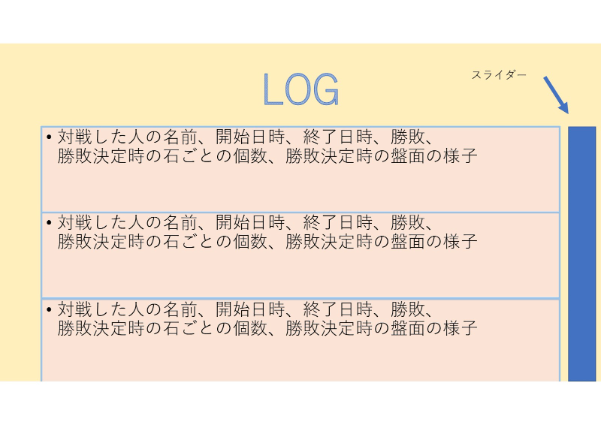 LOG
スライダー
• 対戦した人の名前、開始日時、終了日時、勝敗、
勝敗決定時の石ごとの個数、勝敗決定時の盤面の様子
• 対戦した人の名前、開始日時、終了日時、勝敗、
勝敗決定時の石ごとの個数、勝敗決定時の盤面の様子
• 対戦した人の名前、開始日時、終了日時、勝敗、
勝敗決定時の石ごとの個数、勝敗決定時の盤面の様子